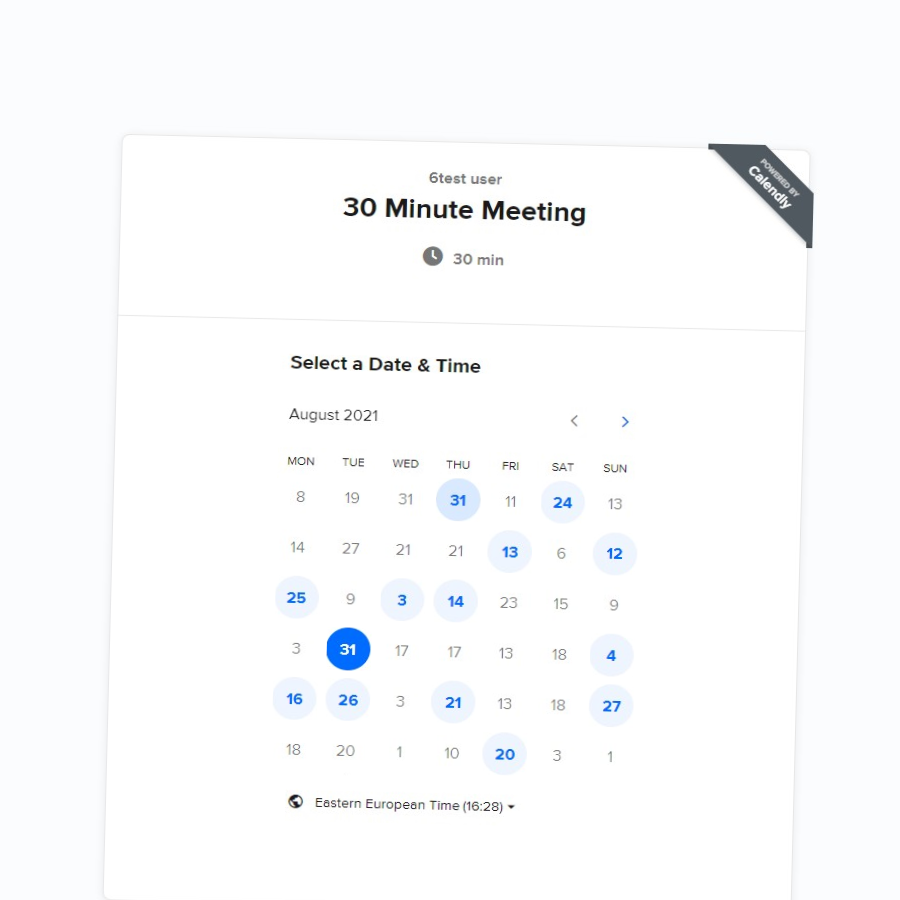 POWERED BY
Calendly
6test user
30 Minute Meeting
30 min
Select a Date & Time
August 2021
MON TUE WED THU FRI SAT SUN
8 19 31 31 11 24 13
14 27 21 21 13 6 12
25 9 3 14 23 15 9
3 31 17 17 13 18 4
16 26 3 21 13 18 27
18 20 1 10 20 3 1
Eastern European Time (16:28)